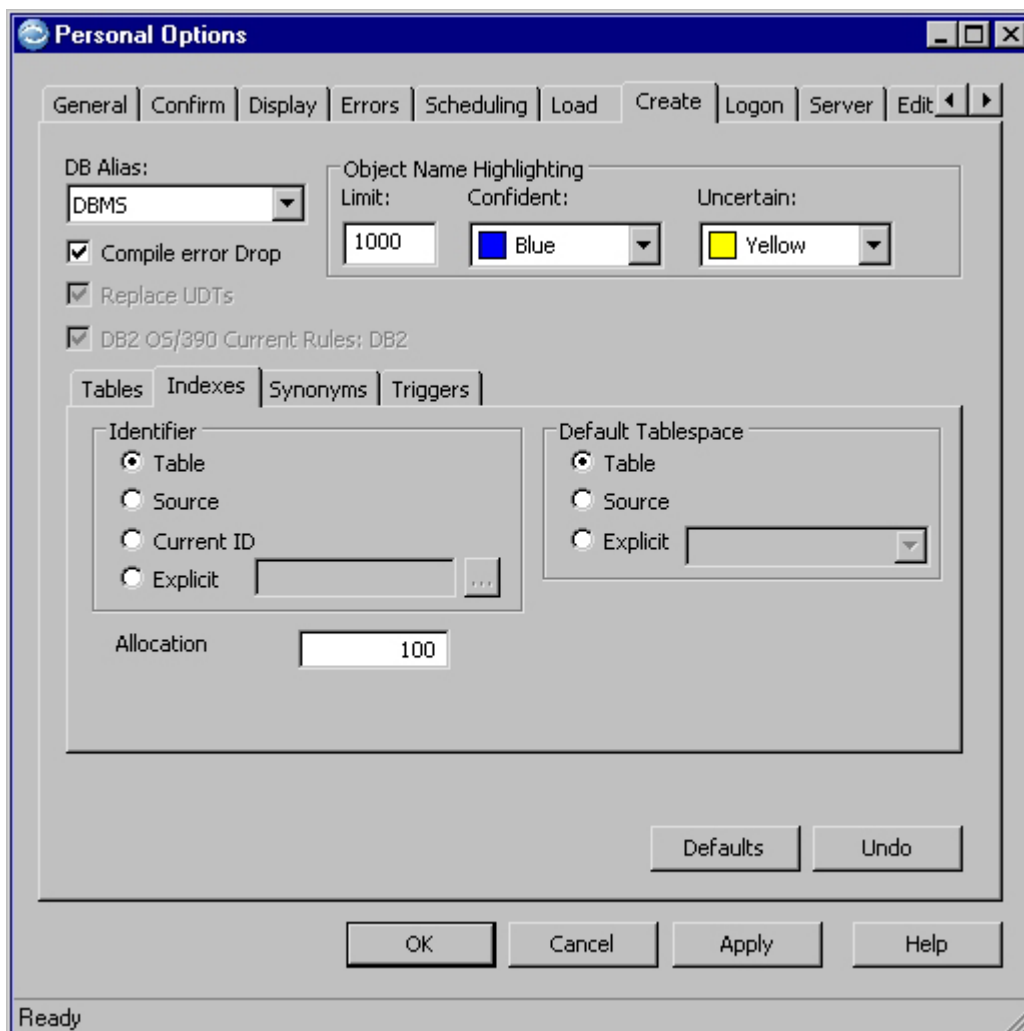 Personal Options
General Confirm Display Errors Scheduling Load Create Logon Server Edit
DB Alias:
DBMS
Compile error Drop
Replace UDTs
DB2 OS/390 Current Rules: DB2
Object Name Highlighting
Limit: Confident: Uncertain:
1000 Blue Yellow
Tables Indexes Synonyms Triggers
Identifier
Table
Source
Current ID
Explicit ...
Default Tablespace
Table
Source
Explicit
Allocation 100
Defaults Undo
OK Cancel Apply Help
Ready